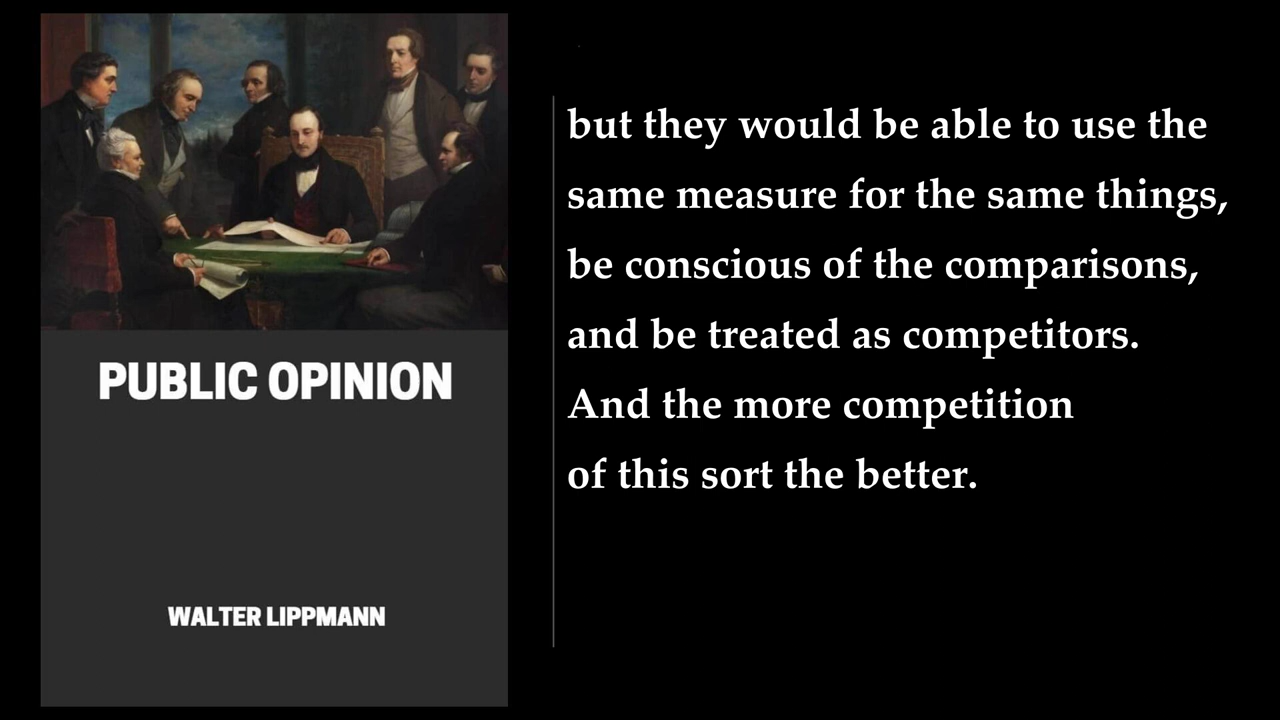 PUBLIC OPINION
WALTER LIPPMANN
but they would be able to use the
same measure for the same things,
be conscious of the comparisons,
and be treated as competitors.
And the more competition
of this sort the better.